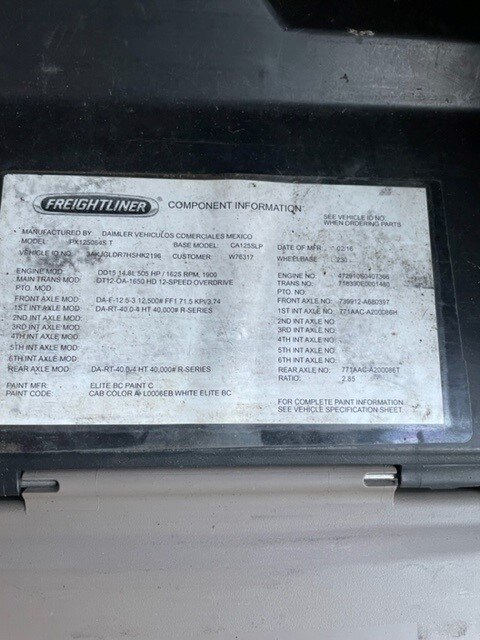 FREIGHTLINER COMPONENT INFORMATION
SEE VEHICLE ID NO.
WHEN ORDERING PARTS
MANUFACTURED BY DAIMLER VEHICULOS COMERCIALES MEXICO
MODEL PX125064S T BASE MODEL CA125SLP DATE OF MFR 02/16
VEHICLE ID NO 3AKJGLDR7HSHK2196 CUSTOMER W76317 WHEELBASE 230
ENGINE MOD: DD15 14.8L 505 HP / 1625 RPM, 1900 ENGINE NO:
MAIN TRANS MOD: DT12-OA-1650 HD 12-SPEED OVERDRIVE TRANS NO:
PTO. MOD: PTO. NO:
FRONT AXLE MOD: DA-F-12.5-3 12,500# FF1 71.5 KPI/3.74 FRONT AXLE NO:
1ST INT AXLE MOD: DA-RT-40.0-4 HT 40,000# R-SERIES 1ST INT AXLE NO: 771AAC-A200086H
2ND INT AXLE MOD: 2ND INT AXLE NO:
3RD INT AXLE MOD: 3RD INT AXLE NO:
4TH INT AXLE MOD: 4TH INT AXLE NO:
5TH INT AXLE MOD: 5TH INT AXLE NO:
6TH INT AXLE MOD: 6TH INT AXLE NO:
REAR AXLE MOD: DA-RT-40.0-4 HT 40,000# R-SERIES REAR AXLE NO: 771AAC-A200086T
RATIO: 2.85
PAINT MFR: ELITE BC PAINT C
PAINT CODE: CAB COLOR A / L0006EB WHITE ELITE BC
FOR COMPLETE PAINT INFORMATION
SEE VEHICLE SPECIFICATION SHEET.